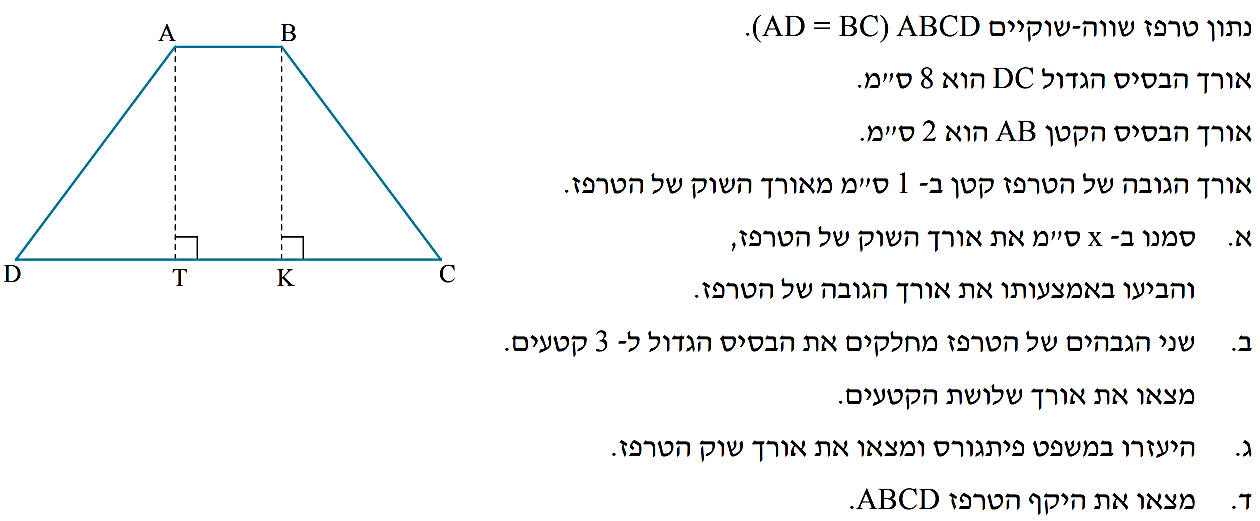 נתון טרפז שווה-שוקיים ABCD (AD = BC).
אורך הבסיס הגדול DC הוא 8 ס״מ.
אורך הבסיס הקטן AB הוא 2 ס״מ.
אורך הגובה של הטרפז קטן ב- 1 ס״מ מאורך השוק של הטרפז.
א. סמנו ב- x ס״מ את אורך השוק של הטרפז,
והביעו באמצעותו את אורך הגובה של הטרפז.
ב. שני הגבהים של הטרפז מחלקים את הבסיס הגדול ל- 3 קטעים.
מצאו את אורך שלושת הקטעים.
ג. היעזרו במשפט פיתגורס ומצאו את אורך שוק הטרפז.
ד. מצאו את היקף הטרפז ABCD.
A B
D T K C